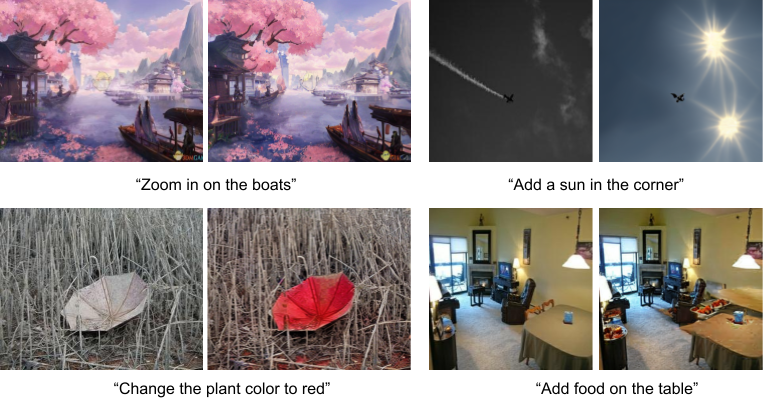 “Zoom in on the boats”
“Add a sun in the corner”
“Change the plant color to red”
“Add food on the table”